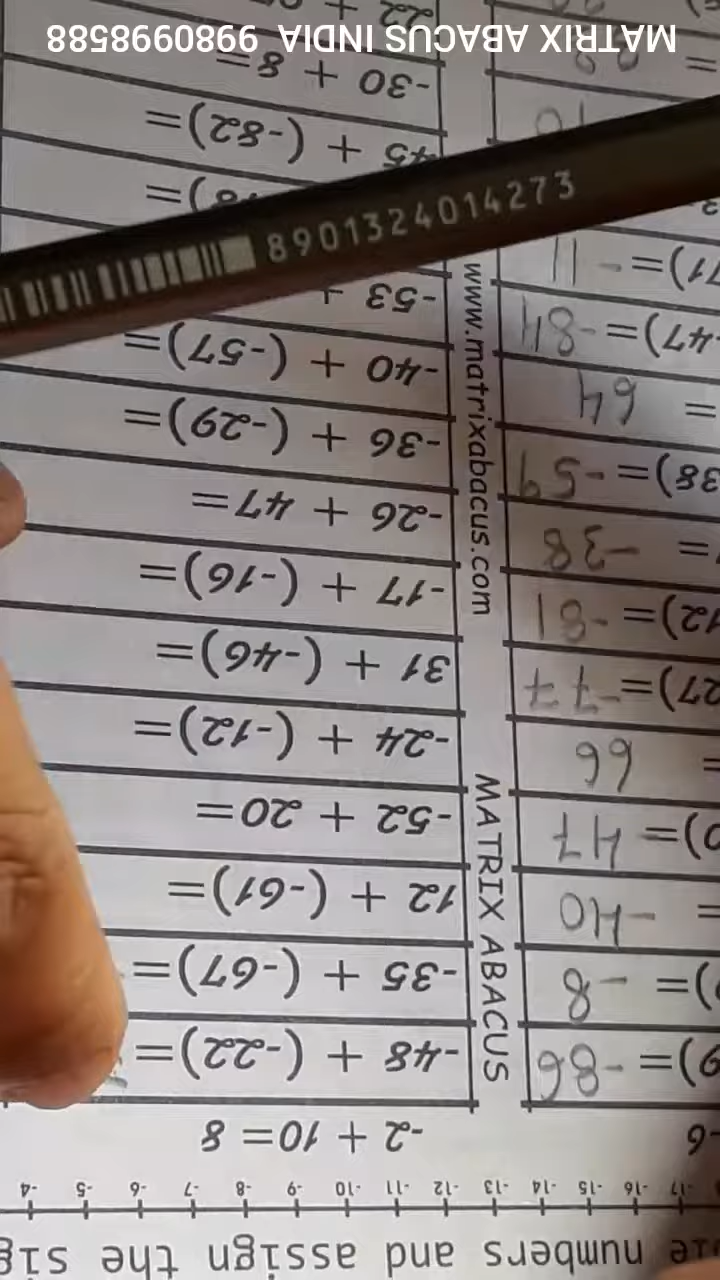 numbers and assign the sig
-17 -16 -15 -14 -13 -12 -11 -10 -9 -8 -7 -6 -5 -4
-6
9)= -86
)= -8
= -40
0)= 47
= 66
27)= -77
12)= -81
= -38
38)= -59
= 64
47)= -84
71)= -11
MATRIX ABACUS www.matrixabacus.com
-2 + 10 = 8
-48 + (-22)=
-35 + (-67)=
12 + (-61)=
-52 + 20=
-24 + (-12)=
31 + (-46)=
-17 + (-16)=
-26 + 47=
-36 + (-29)=
-40 + (-57)=
-53 +
8901324014273
45 + (-82)=
-30 + 8=
MATRIX ABACUS INDIA 9980998588